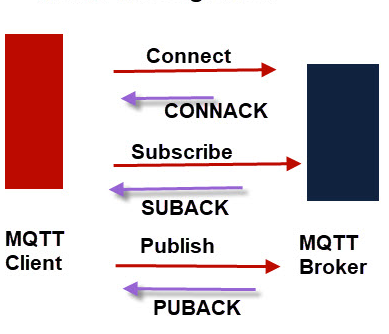 Connect
CONNACK
Subscribe
SUBACK
MQTT
Client
Publish
MQTT
Broker
PUBACK